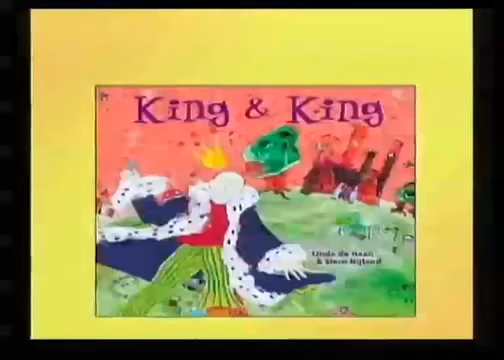 King & King
Linda de Haan
& Stern Nijland